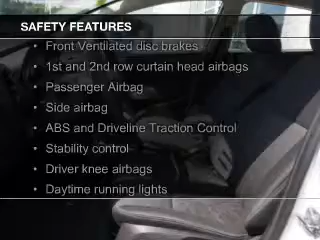 SAFETY FEATURES
• Front Ventilated disc brakes
• 1st and 2nd row curtain head airbags
• Passenger Airbag
• Side airbag
• ABS and Driveline Traction Control
• Stability control
• Driver knee airbags
• Daytime running lights